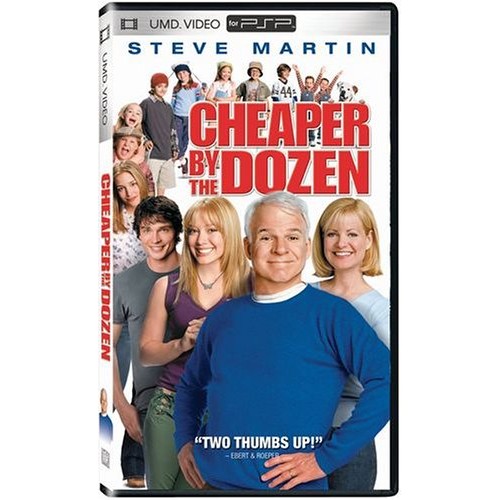 UMD. VIDEO for PSP
STEVE MARTIN
CHEAPER
BY THE DOZEN
44
"TWO THUMBS UP!"
– EBERT & ROEPER
UMD. VIDEO
CHEAPER BY THE DOZEN